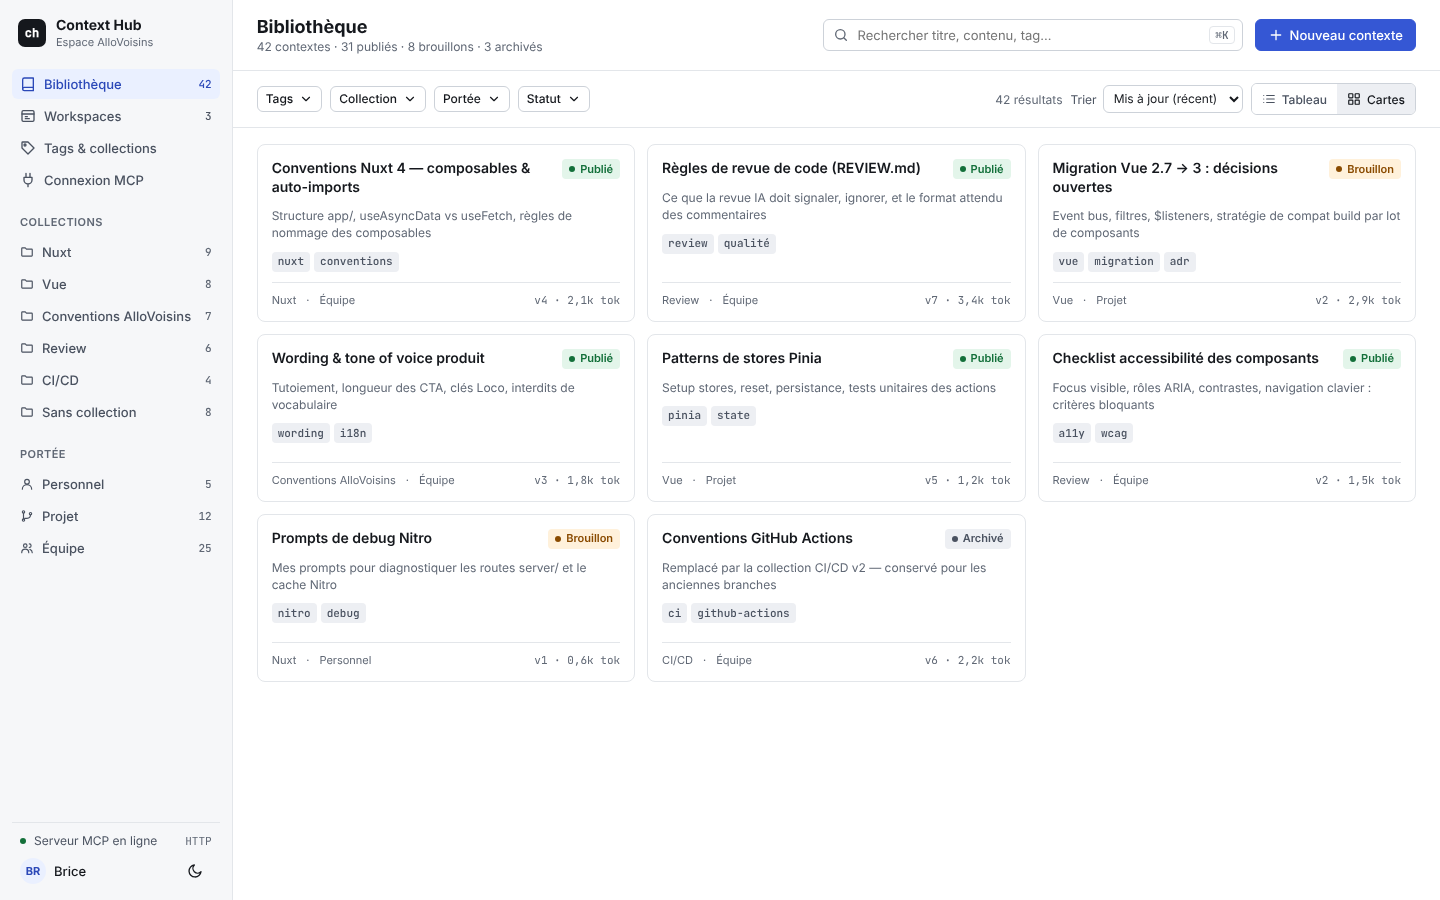 ch
Context Hub
Espace AlloVoisins
Bibliothèque 42
Workspaces 3
Tags & collections
Connexion MCP
COLLECTIONS
Nuxt 9
Vue 8
Conventions AlloVoisins 7
Review 6
CI/CD 4
Sans collection 8
PORTÉE
Personnel 5
Projet 12
Équipe 25
Serveur MCP en ligne HTTP
BR Brice
Bibliothèque
42 contextes · 31 publiés · 8 brouillons · 3 archivés
Rechercher titre, contenu, tag... ⌘K
Nouveau contexte
Tags Collection Portée Statut
42 résultats Trier Mis à jour (récent) Tableau Cartes
Conventions Nuxt 4 — composables &
auto-imports
Publié
Structure app/, useAsyncData vs useFetch, règles de
nommage des composables
nuxt conventions
Nuxt · Équipe v4 · 2,1k tok
Règles de revue de code (REVIEW.md)
Publié
Ce que la revue IA doit signaler, ignorer, et le format attendu
des commentaires
review qualité
Review · Équipe v7 · 3,4k tok
Migration Vue 2.7 → 3 : décisions
ouvertes
Brouillon
Event bus, filtres, $listeners, stratégie de compat build par lot
de composants
vue migration adr
Vue · Projet v2 · 2,9k tok
Wording & tone of voice produit
Publié
Tutoiement, longueur des CTA, clés Loco, interdits de
vocabulaire
wording i18n
Conventions AlloVoisins · Équipe v3 · 1,8k tok
Patterns de stores Pinia
Publié
Setup stores, reset, persistance, tests unitaires des actions
pinia state
Vue · Projet v5 · 1,2k tok
Checklist accessibilité des composants
Publié
Focus visible, rôles ARIA, contrastes, navigation clavier :
critères bloquants
a11y wcag
Review · Équipe v2 · 1,5k tok
Prompts de debug Nitro
Brouillon
Mes prompts pour diagnostiquer les routes server/ et le
cache Nitro
nitro debug
Nuxt · Personnel v1 · 0,6k tok
Conventions GitHub Actions
Archivé
Remplacé par la collection CI/CD v2 — conservé pour les
anciennes branches
ci github-actions
CI/CD · Équipe v6 · 2,2k tok